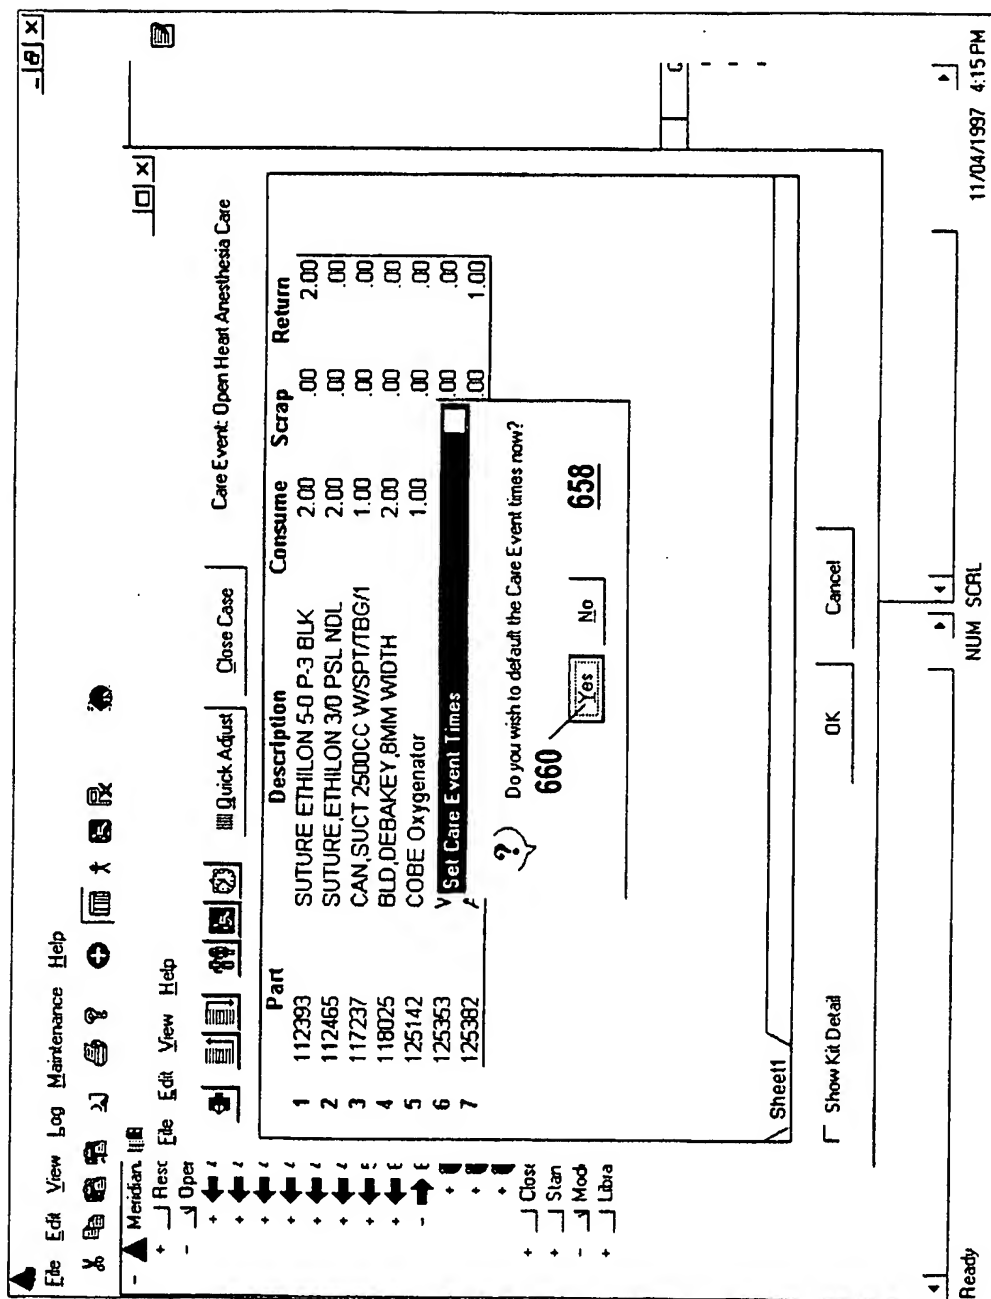 File Edit View Log Maintenance Help
Meridian.
File Edit View Help
Resc
Oper
Quick Adjust
Close Case
Care Event: Open Heart Anesthesia Care
Part Description Consume Scrap Return
1 112393 SUTURE ETHILON 5-0 P-3 BLK 2.00 .00 2.00
2 112465 SUTURE,ETHILON 3/0 PSL NDL 2.00 .00 .00
3 117237 CAN,SUCT 2500CC W/SPT/TBG/1 1.00 .00 .00
4 118025 BLD,DEBAKEY,8MM WIDTH 2.00 .00 .00
5 125142 COBE Oxygenator 1.00 .00 .00
6 125353 V .00 .00
7 125382 A .00 1.00
Set Care Event Times
Do you wish to default the Care Event times now?
660
Yes
No
658
Close
Stan
Mode
Libra
Sheet1
Show Kit Detail
OK
Cancel
Ready
NUM SCRL
11/04/1997 4:15 PM